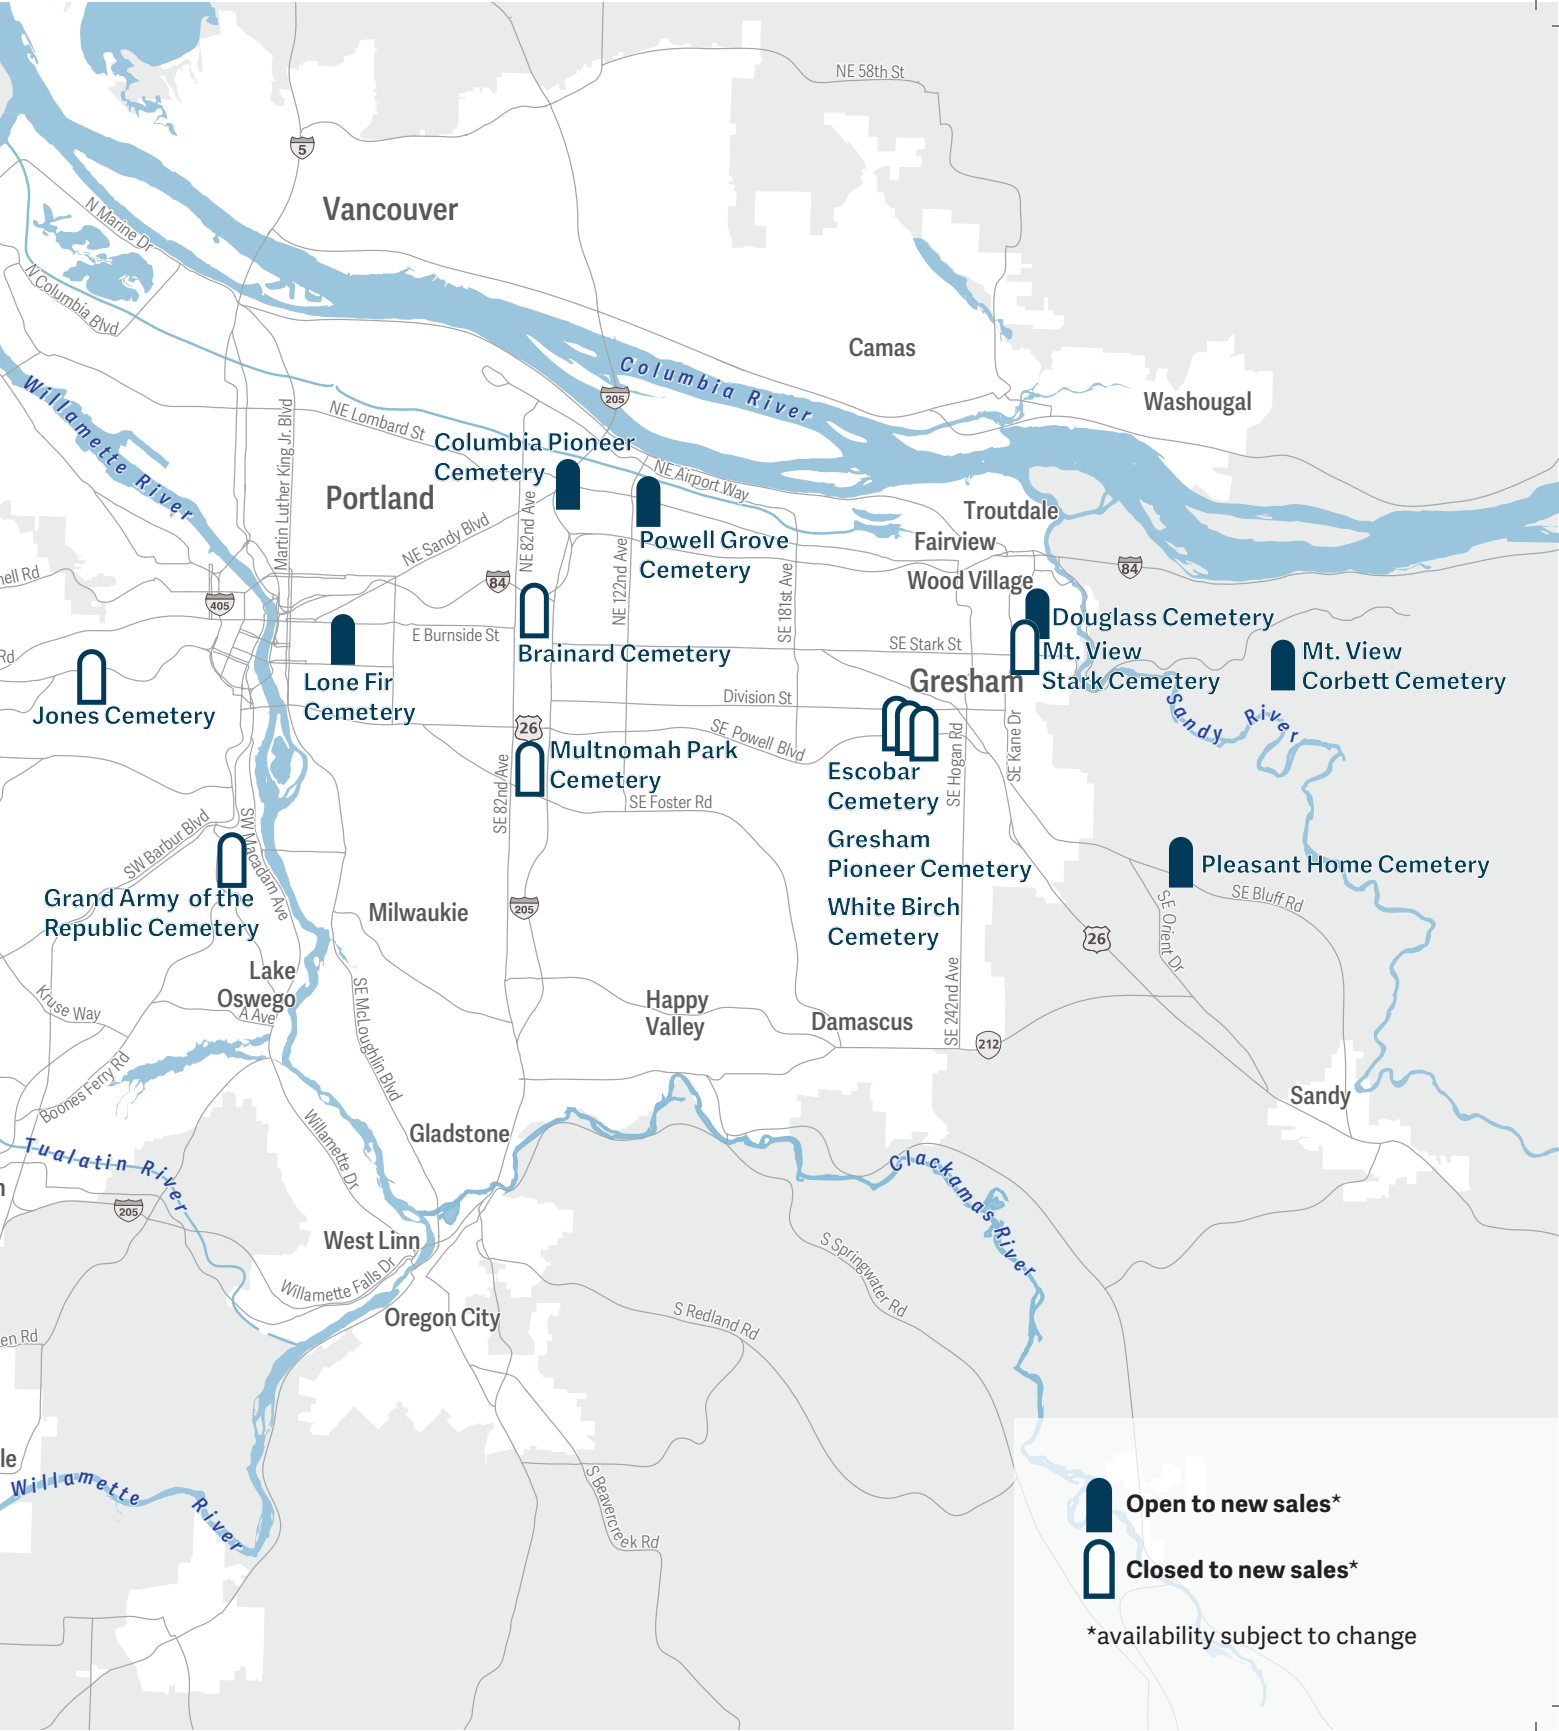 NE 58th St
5
Vancouver
N Marine Dr
N Columbia Blvd
Camas
Columbia River
205
Washougal
Willamette River
NE Lombard St
Martin Luther King Jr. Blvd
Columbia Pioneer
Cemetery
NE Airport Way
Portland
NE 82nd Ave
NE Sandy Blvd
Troutdale
Fairview
Powell Grove
Cemetery
NE 122nd Ave
SE 181st Ave
Wood Village
84
84
ell Rd
405
Douglass Cemetery
E Burnside St
SE Stark St
Brainard Cemetery
Mt. View
Stark Cemetery
Mt. View
Corbett Cemetery
Rd
Gresham
Lone Fir
Cemetery
Jones Cemetery
Division St
Sandy River
26
SE Powell Blvd
Multnomah Park
Cemetery
SE 82nd Ave
SE Foster Rd
Escobar
Cemetery
SE Hogan Rd
SE Kane Dr
Gresham
Pioneer Cemetery
White Birch
Cemetery
SW Barbur Blvd
SW Macadam Ave
Pleasant Home Cemetery
SE Bluff Rd
SE Orient Dr
26
Grand Army of the
Republic Cemetery
Milwaukie
205
Lake
Oswego
A Ave
Kruse Way
SE McLoughlin Blvd
Happy
Valley
Damascus
SE 242nd Ave
212
Boones Ferry Rd
Sandy
Willamette Dr
Gladstone
Tualatin River
Clackamas River
205
West Linn
Willamette Falls Dr
S Springwater Rd
Oregon City
S Redland Rd
en Rd
le
Willamette River
S Beavercreek Rd
Open to new sales*
Closed to new sales*
*availability subject to change